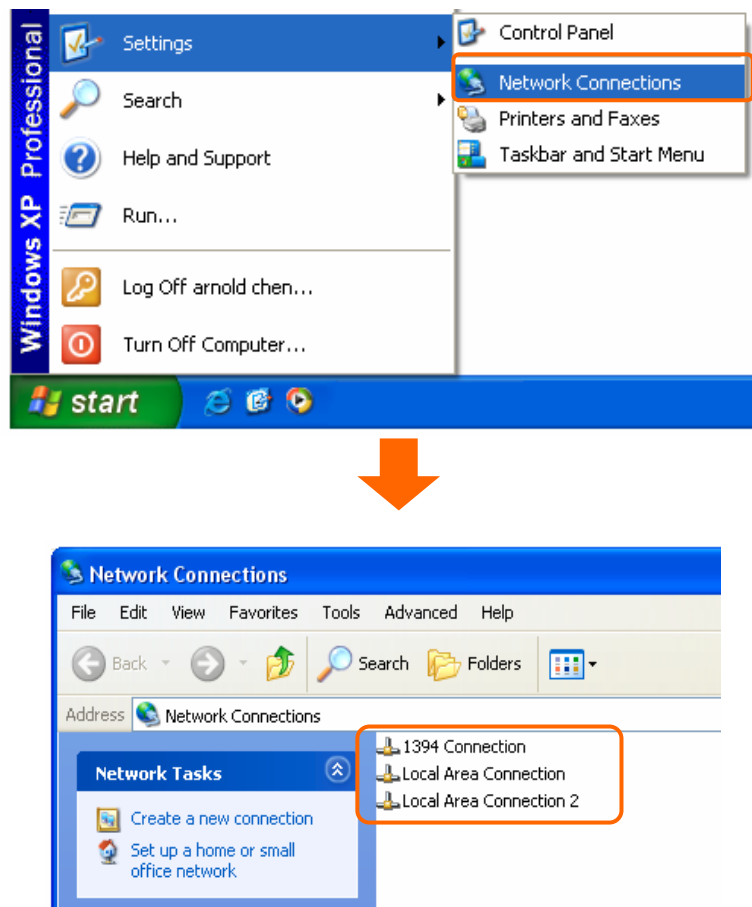 Windows XP Professional
Settings
Search
Help and Support
Run...
Log Off arnold chen...
Turn Off Computer...
Control Panel
Network Connections
Printers and Faxes
Taskbar and Start Menu
start
Network Connections
File Edit View Favorites Tools Advanced Help
Back Search Folders
Address Network Connections
Network Tasks
Create a new connection
Set up a home or small
office network
1394 Connection
Local Area Connection
Local Area Connection 2